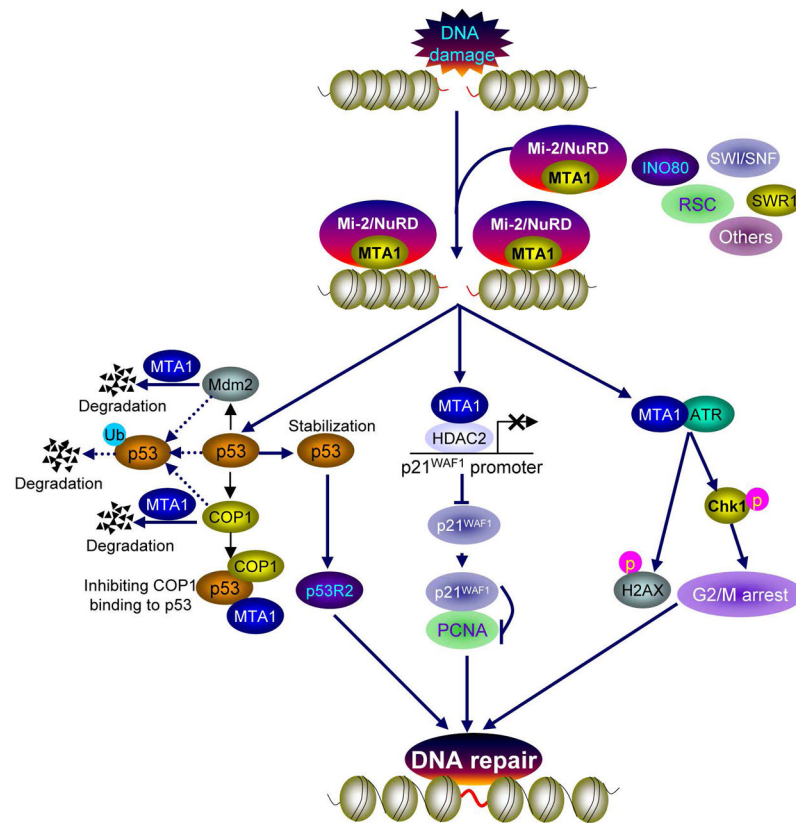 DNA
damage
Mi-2/NuRD
MTA1
INO80
SWI/SNF
RSC
SWR1
Others
Mi-2/NuRD
MTA1
Mi-2/NuRD
MTA1
MTA1
Mdm2
Degradation
Ub
p53
p53
Stabilization
p53
Degradation
MTA1
COP1
Degradation
COP1
p53
MTA1
Inhibiting COP1
binding to p53
p53R2
MTA1
HDAC2
p21WAF1 promoter
p21WAF1
p21WAF1
PCNA
MTA1
ATR
Chk1
p
p
H2AX
G2/M arrest
DNA repair